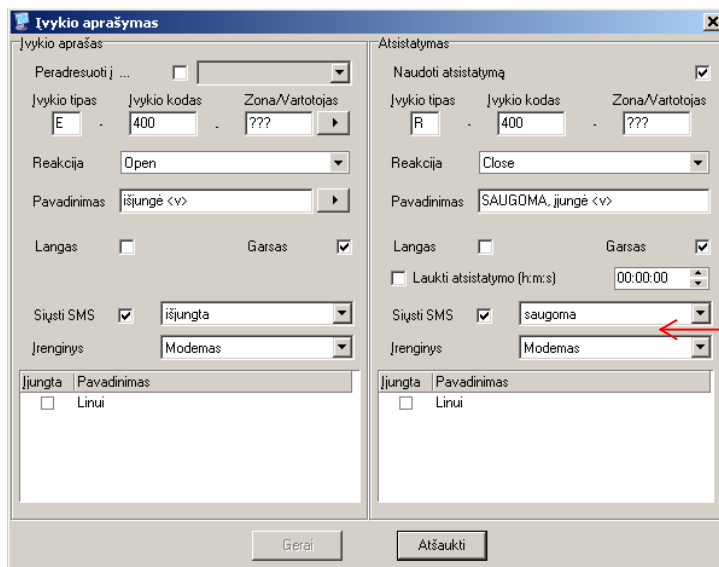 Įvykio aprašymas
Įvykio aprašas
Peradresuoti į ...
Įvykio tipas Įvykio kodas Zona/Vartotojas
E - 400 - ???
Reakcija Open
Pavadinimas išjungė <v>
Langas Garsas
Siųsti SMS išjungta
Įrenginys Modemas
Įjungta Pavadinimas
Linui
Atsistatymas
Naudoti atsistatymą
Įvykio tipas Įvykio kodas Zona/Vartotojas
R - 400 - ???
Reakcija Close
Pavadinimas SAUGOMA, įjungė <v>
Langas Garsas
Laukti atsistatymo (h:m:s) 00:00:00
Siųsti SMS saugoma
Įrenginys Modemas
Įjungta Pavadinimas
Linui
Gerai Atšaukti